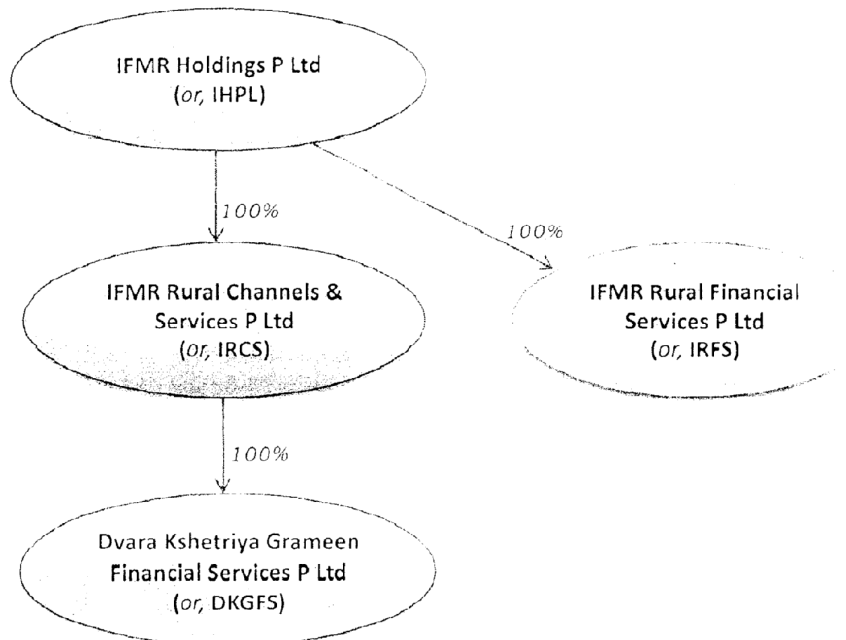 IFMR Holdings P Ltd
(or, IHPL)
100%
100%
IFMR Rural Channels &
Services P Ltd
(or, IRCS)
IFMR Rural Financial
Services P Ltd
(or, IRFS)
100%
Dvara Kshetriya Grameen
Financial Services P Ltd
(or, DKGFS)